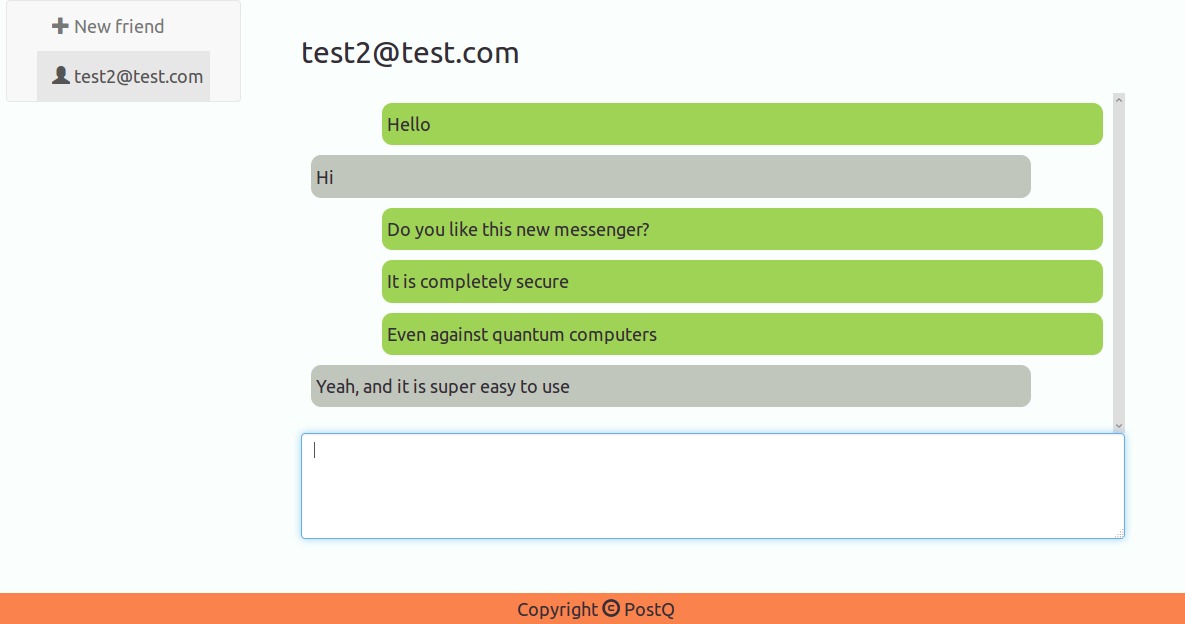 New friend
test2@test.com
test2@test.com
Hello
Hi
Do you like this new messenger?
It is completely secure
Even against quantum computers
Yeah, and it is super easy to use
Copyright © PostQ